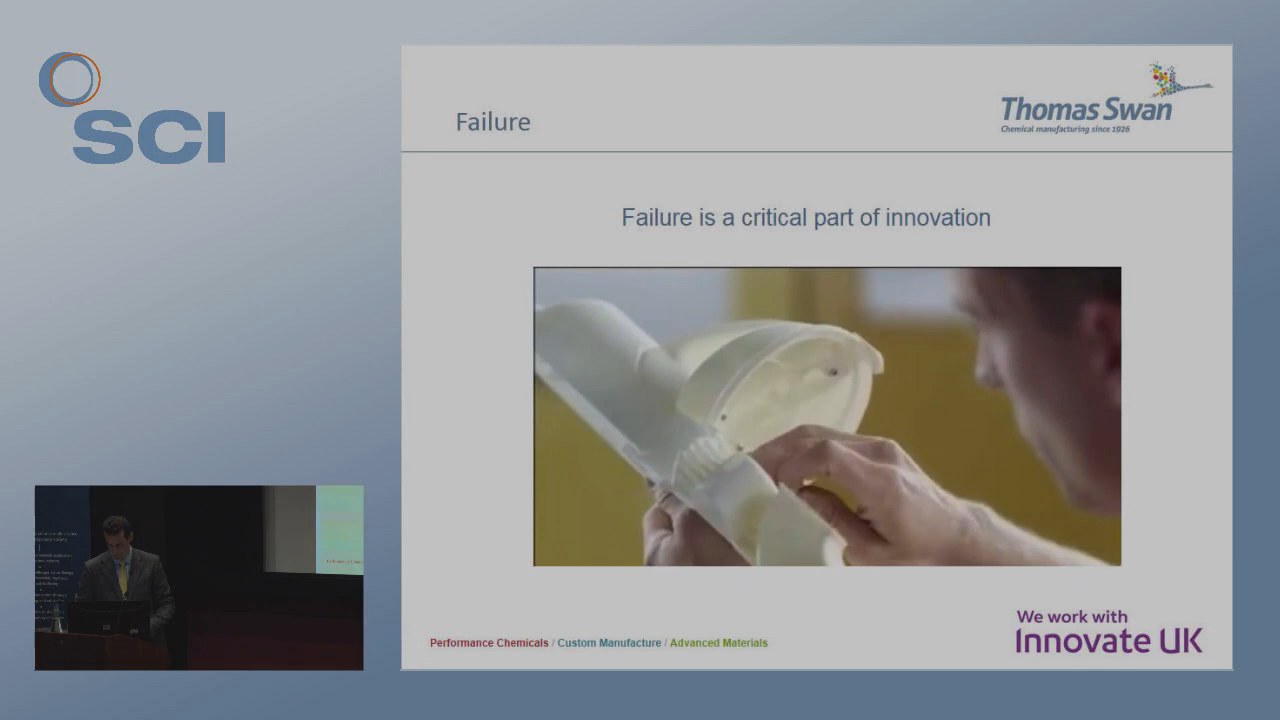 SCI
Failure
Thomas Swan
Chemical manufacturing since 1926
Failure is a critical part of innovation
Performance Chemicals / Custom Manufacture / Advanced Materials
We work with
Innovate UK